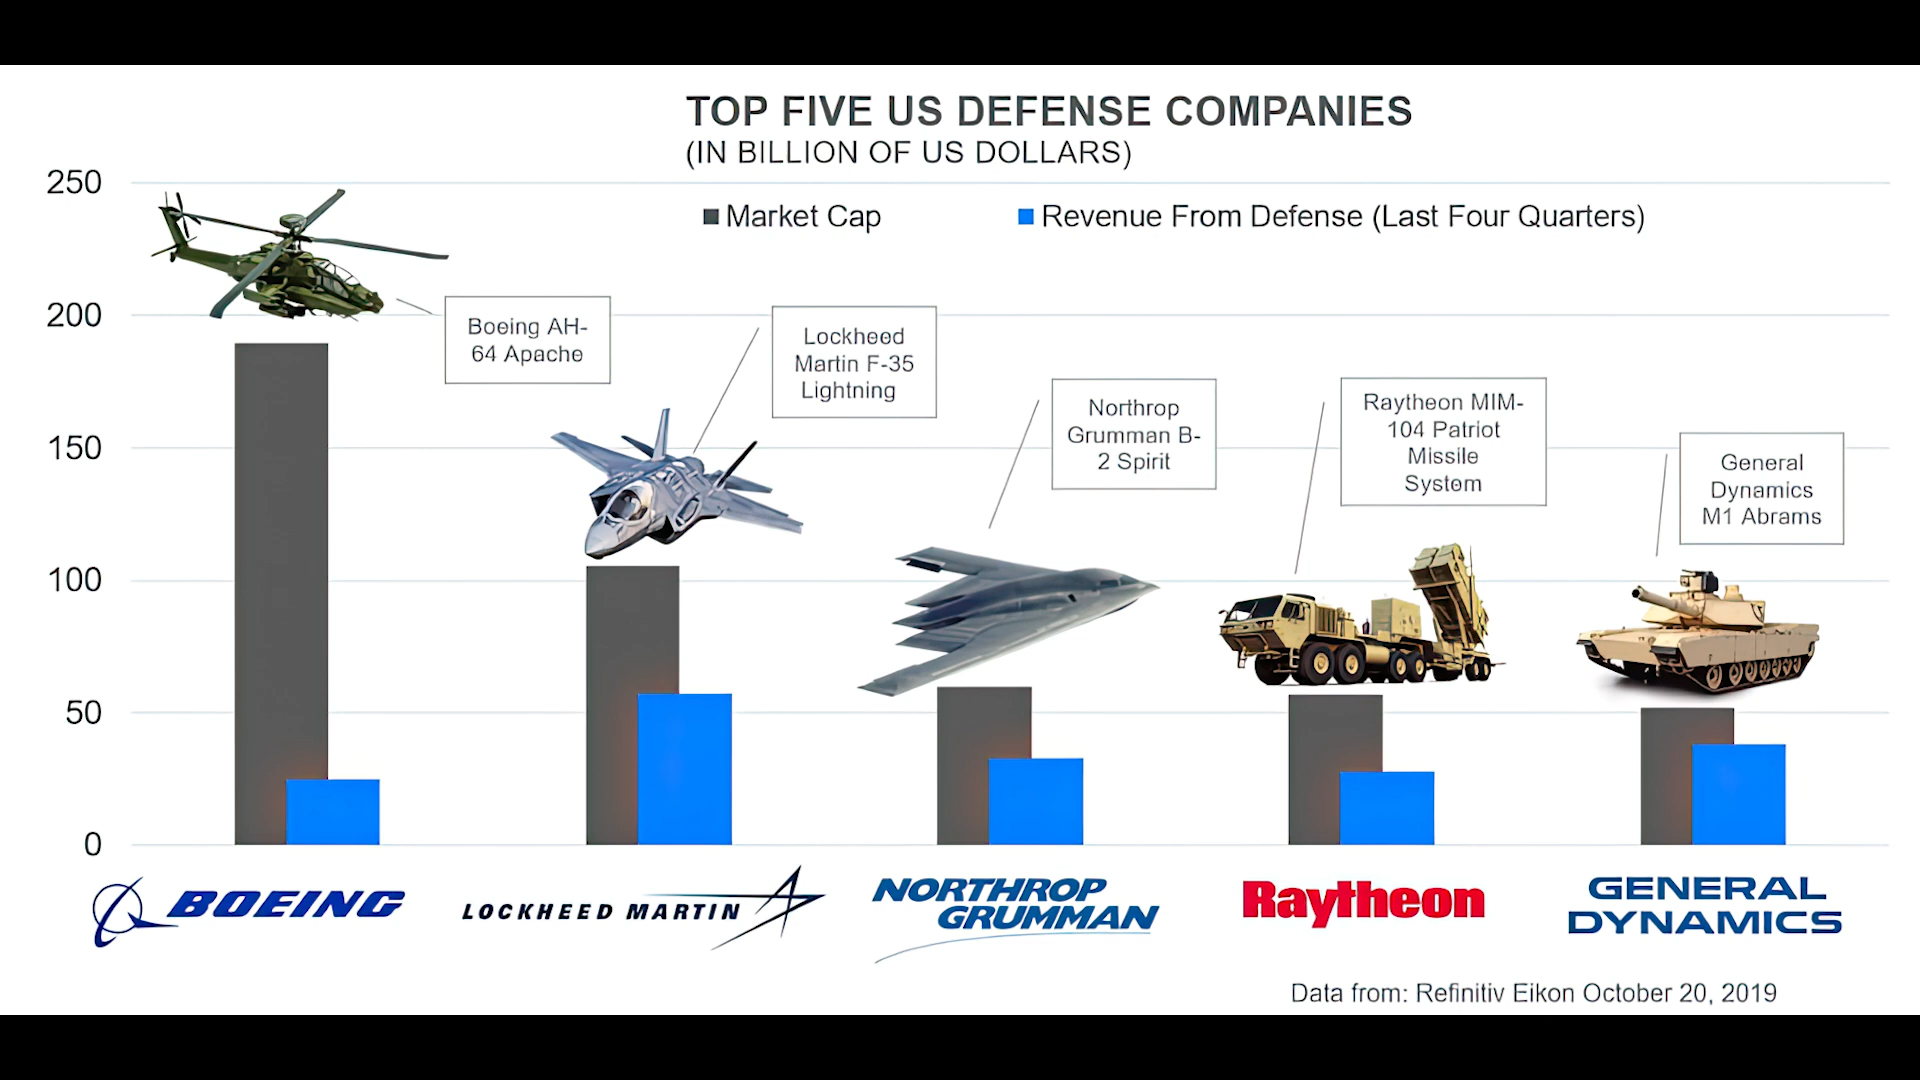 TOP FIVE US DEFENSE COMPANIES
(IN BILLION OF US DOLLARS)
Market Cap
Revenue From Defense (Last Four Quarters)
250
200
150
100
50
0
Boeing AH-
64 Apache
Lockheed
Martin F-35
Lightning
Northrop
Grumman B-
2 Spirit
Raytheon MIM-
104 Patriot
Missile
System
General
Dynamics
M1 Abrams
BOEING
LOCKHEED MARTIN
NORTHROP
GRUMMAN
Raytheon
GENERAL
DYNAMICS
Data from: Refinitiv Eikon October 20, 2019